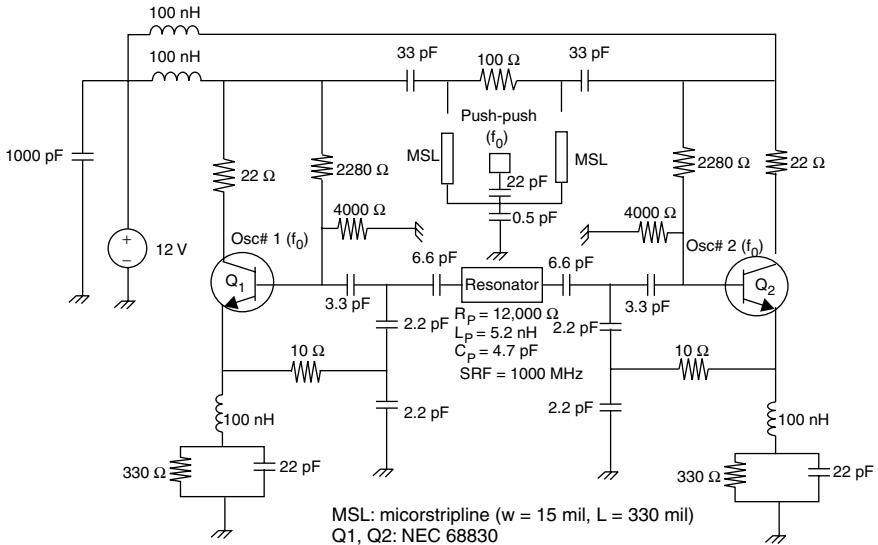 100 nH
100 nH
33 pF
100 Ω
33 pF
Push-push
(f0)
1000 pF
MSL
MSL
22 Ω
2280 Ω
22 pF
2280 Ω
22 Ω
4000 Ω
0.5 pF
4000 Ω
+
−
12 V
Osc# 1 (f0)
Osc# 2 (f0)
6.6 pF
6.6 pF
Q1
Resonator
Q2
3.3 pF
3.3 pF
RP = 12,000 Ω
LP = 5.2 nH
CP = 4.7 pF
SRF = 1000 MHz
2.2 pF
2.2 pF
10 Ω
10 Ω
2.2 pF
2.2 pF
100 nH
100 nH
330 Ω
22 pF
330 Ω
22 pF
MSL: micorstripline (w = 15 mil, L = 330 mil)
Q1, Q2: NEC 68830